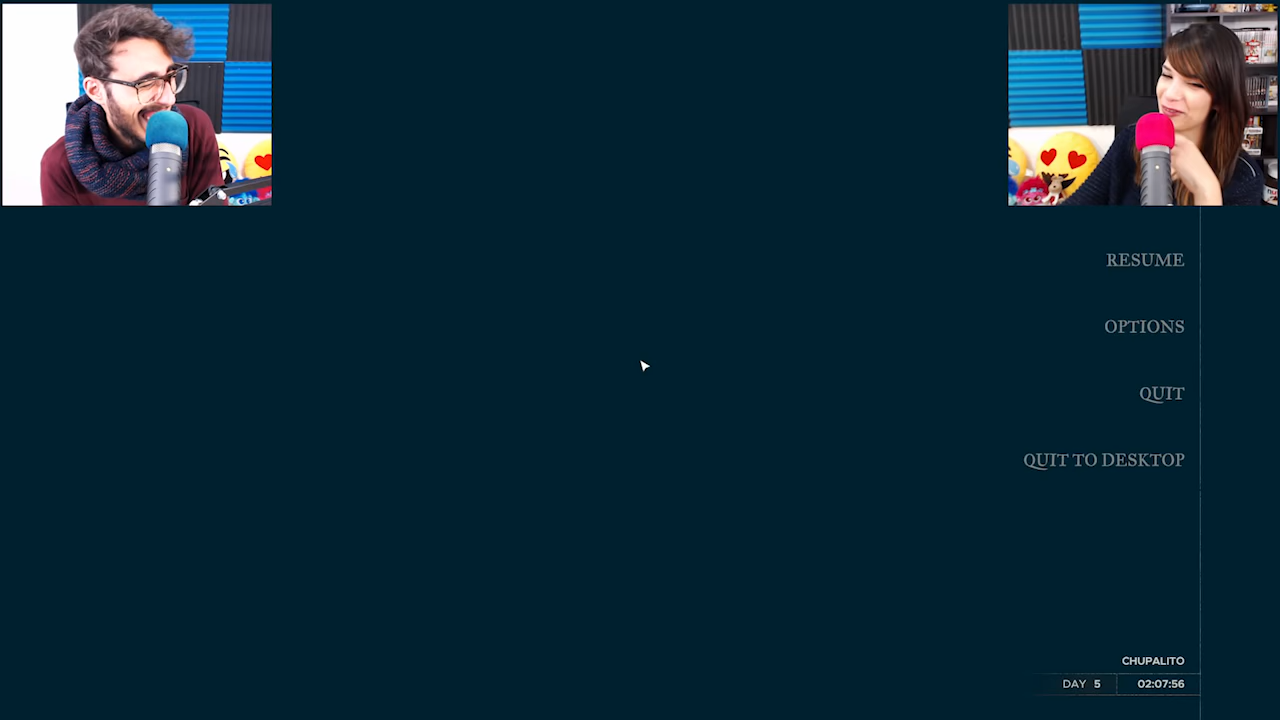 RESUME
OPTIONS
QUIT
QUIT TO DESKTOP
CHUPALITO
DAY 5
02:07:56